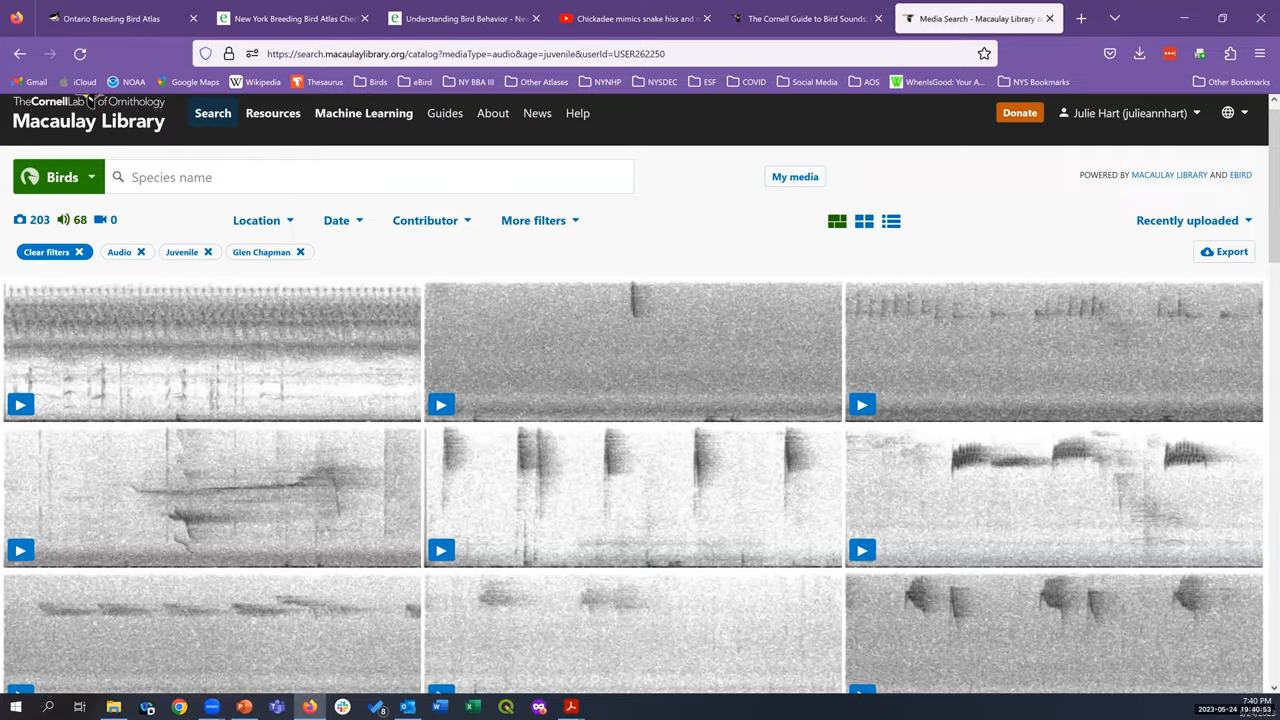 Ontario Breeding Bird Atlas
New York Breeding Bird Atlas Che
Understanding Bird Behavior - Ne
Chickadee mimics snake hiss and
The Cornell Guide to Bird Sounds:
Media Search - Macaulay Library a
https://search.macaulaylibrary.org/catalog?mediaType=audio&age=juvenile&userId=USER262250
Gmail
iCloud
NOAA
Google Maps
Wikipedia
Thesaurus
Birds
eBird
NY BBA III
Other Atlases
NYNHP
NYSDEC
ESF
COVID
Social Media
AOS
WhenIsGood: Your A...
NYS Bookmarks
Other Bookmarks
TheCornellLab of Ornithology
Macaulay Library
Search
Resources
Machine Learning
Guides
About
News
Help
Donate
Julie Hart (julieannhart)
Birds
Species name
My media
POWERED BY MACAULAY LIBRARY AND EBIRD
203
68
0
Location
Date
Contributor
More filters
Recently uploaded
Clear filters
Audio
Juvenile
Glen Chapman
Export
7:40 PM
2023-05-24 19:40:53